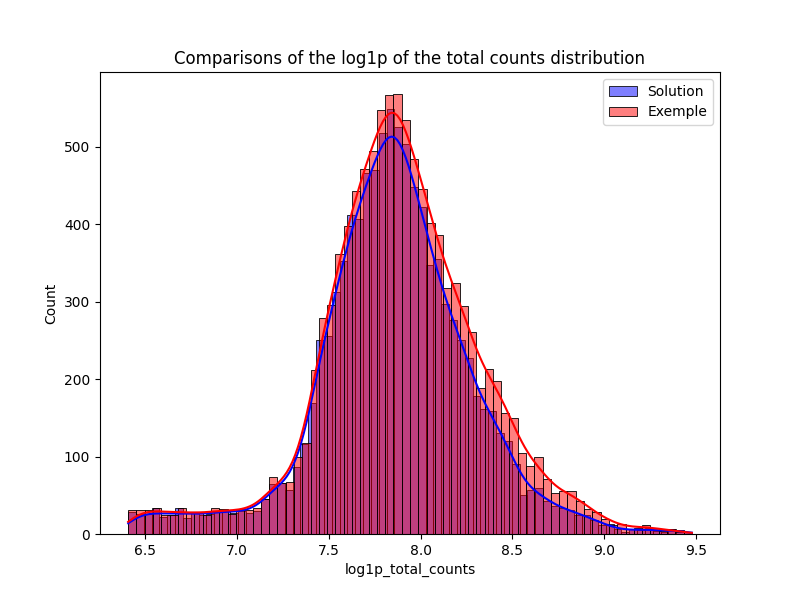 Comparisons of the log1p of the total counts distribution
Solution
Exemple
Count
500
400
300
200
100
0
6.5 7.0 7.5 8.0 8.5 9.0 9.5
log1p_total_counts